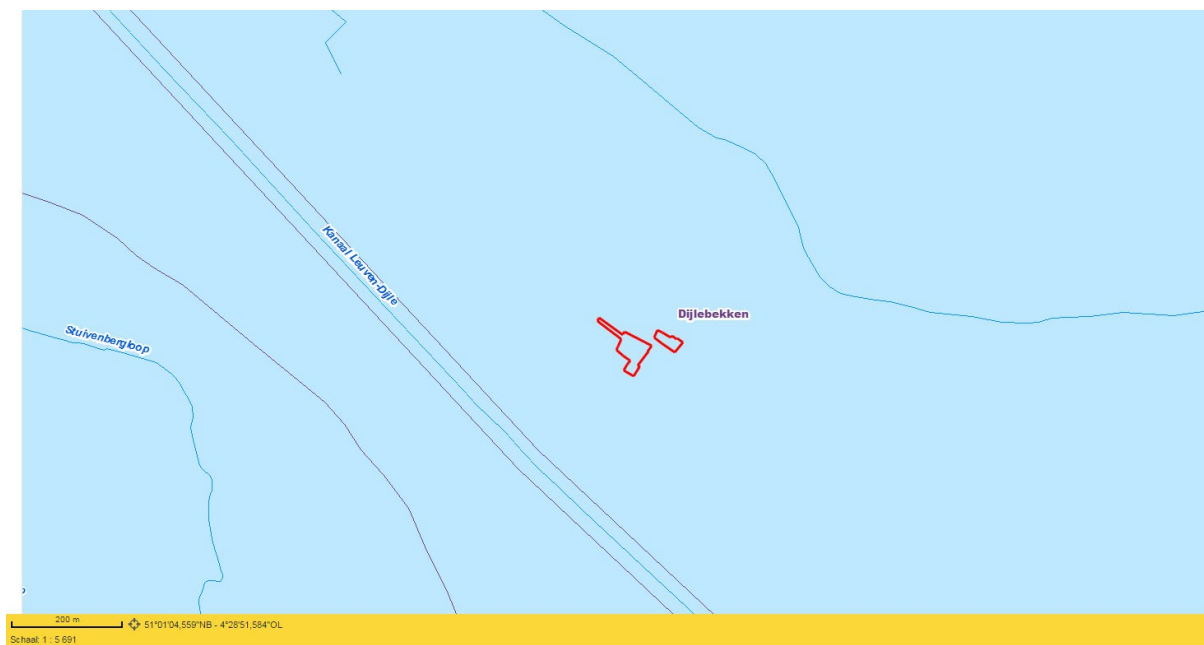 Kanaal Leuven-Dijle
Dijlebekken
Stuivenbergloop
200 m
51°01'04,559"NB - 4°28'51,584"OL
Schaal: 1 : 5 691